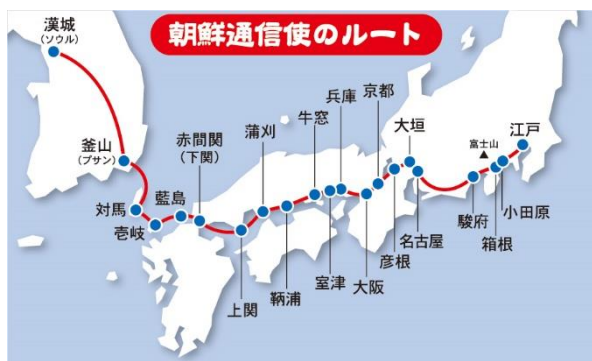 朝鮮通信使のルート
漢城
(ソウル)
釜山
(プサン)
対馬
壱岐
藍島
赤間関
(下関)
上関
蒲刈
鞆浦
牛窓
室津
兵庫
大阪
京都
彦根
大垣
名古屋
駿府
富士山
箱根
小田原
江戸